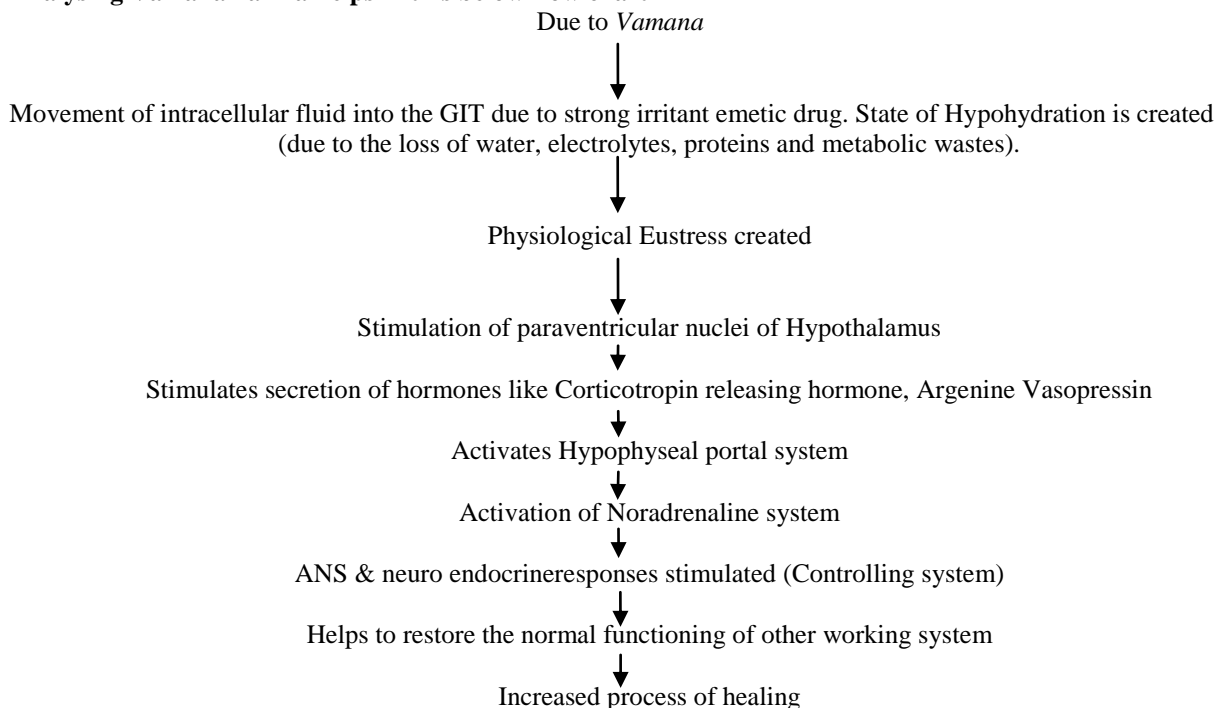 Due to Vamana
Movement of intracellular fluid into the GIT due to strong irritant emetic drug. State of Hypohydration is created
(due to the loss of water, electrolytes, proteins and metabolic wastes).
Physiological Eustress created
Stimulation of paraventricular nuclei of Hypothalamus
Stimulates secretion of hormones like Corticotropin releasing hormone, Argenine Vasopressin
Activates Hypophyseal portal system
Activation of Noradrenaline system
ANS & neuro endocrineresponses stimulated (Controlling system)
Helps to restore the normal functioning of other working system
Increased process of healing